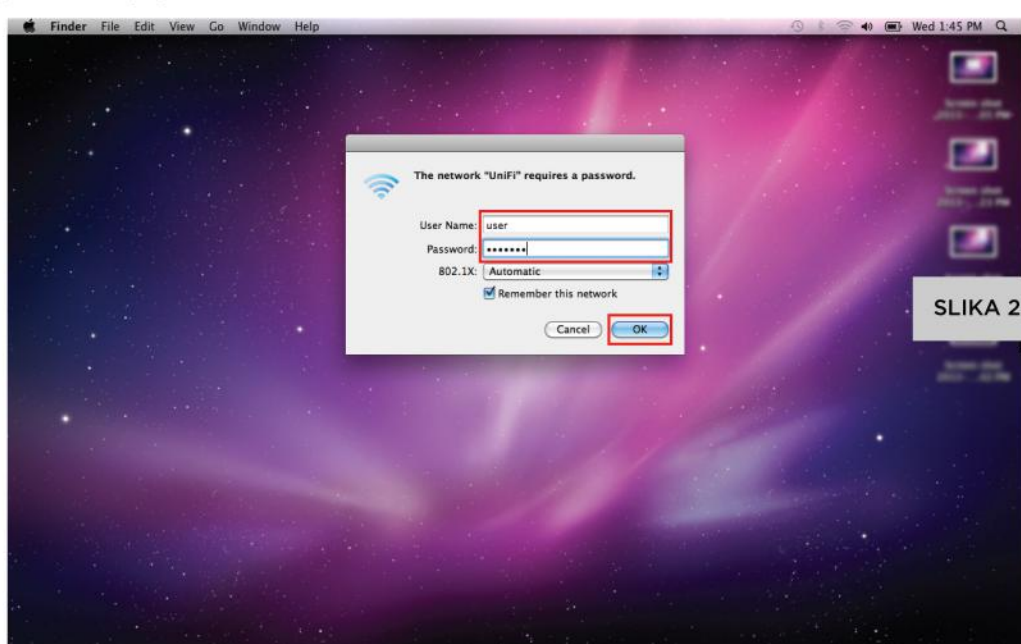 Finder File Edit View Go Window Help Wed 1:45 PM
The network "UniFi" requires a password.
User Name: user
Password: •••••••
802.1X: Automatic
Remember this network
Cancel OK
SLIKA 2